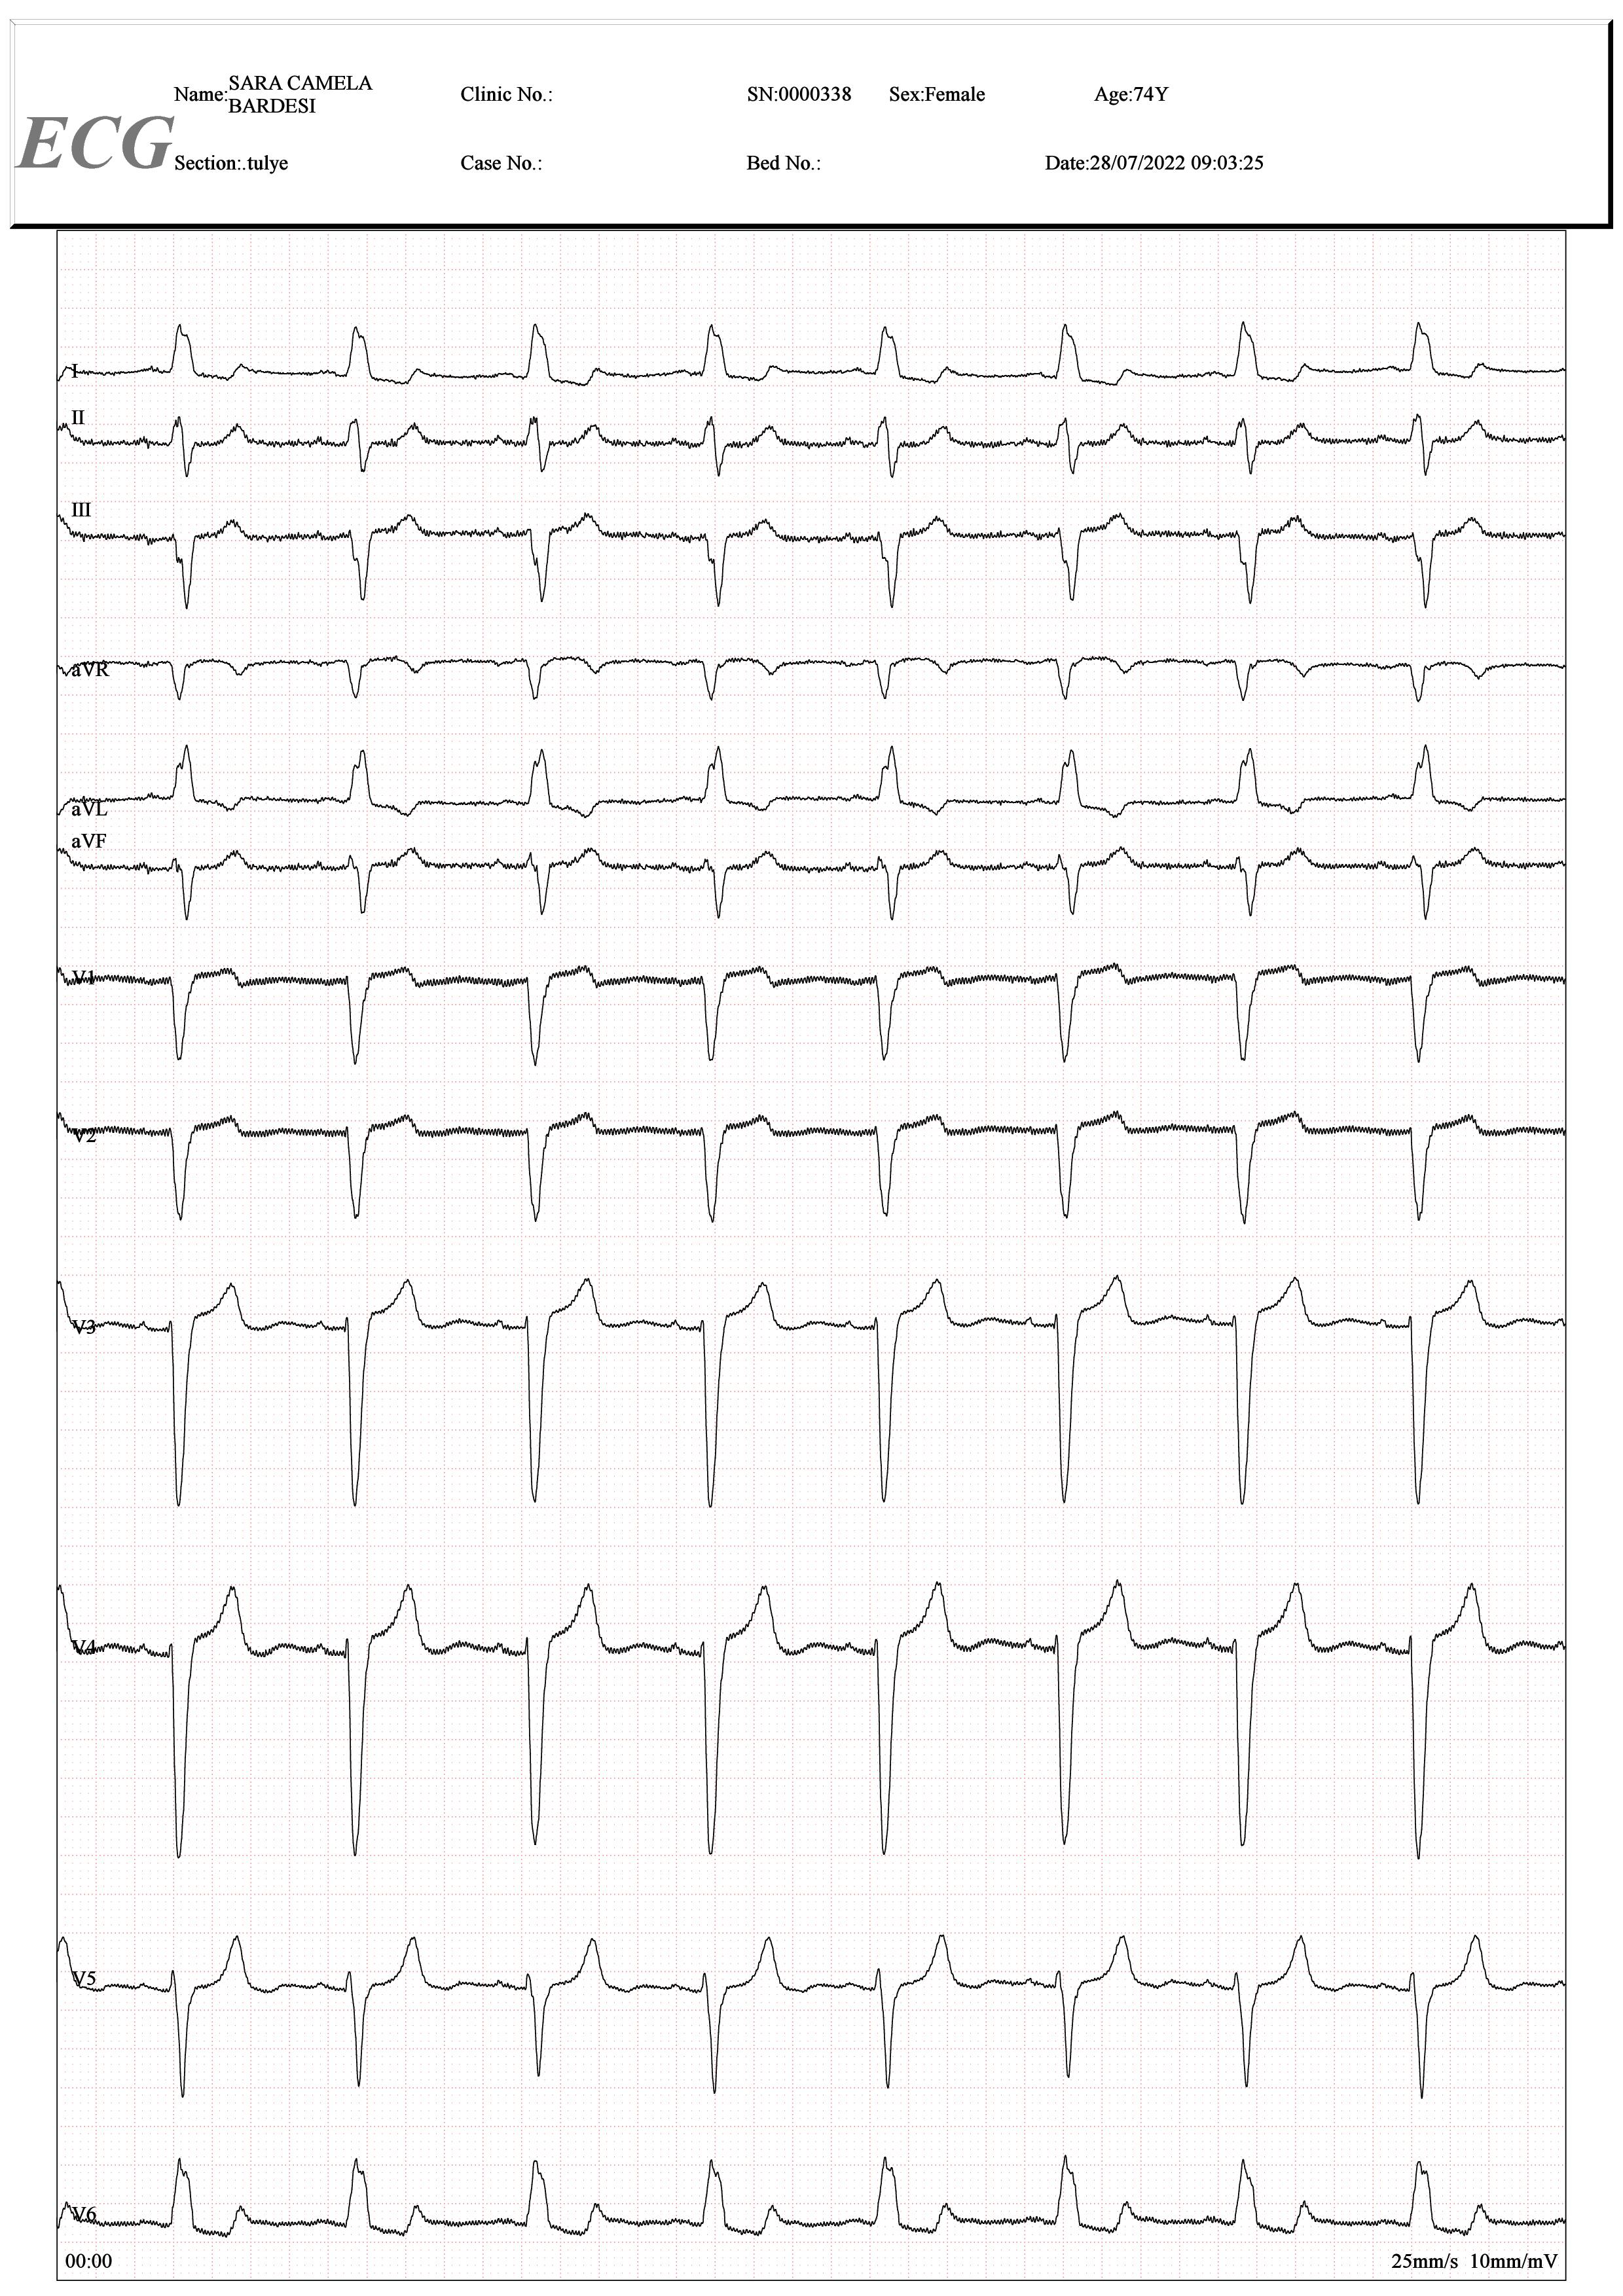 Name:SARA CAMELA
BARDESI
Clinic No.:
SN:0000338
Sex:Female
Age:74Y
ECG
Section:.tulye
Case No.:
Bed No.:
Date:28/07/2022 09:03:25
I
II
III
aVR
aVL
aVF
V1
V2
V3
V4
V5
V6
00:00
25mm/s 10mm/mV